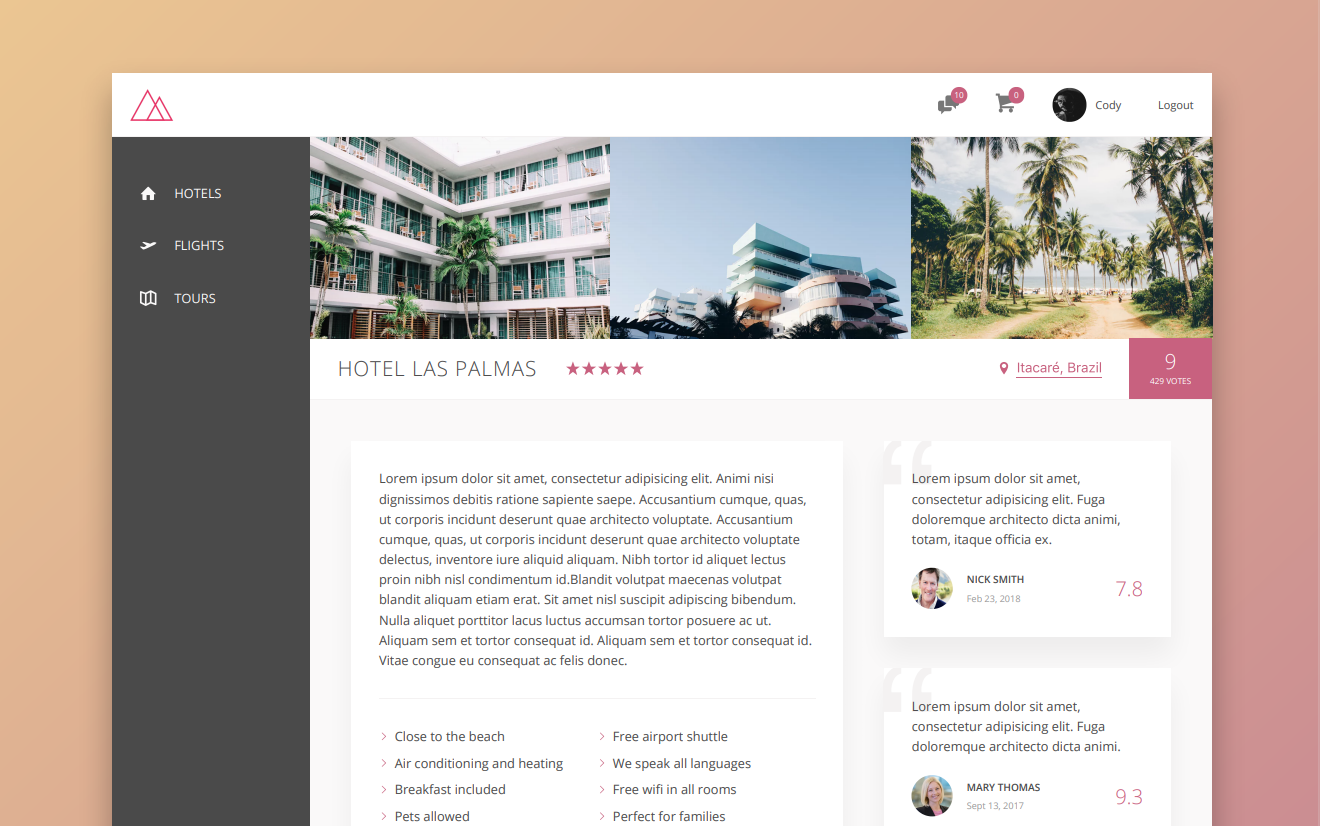 10
0
Cody
Logout
HOTELS
FLIGHTS
TOURS
HOTEL LAS PALMAS
Itacaré, Brazil
9
429 VOTES
Lorem ipsum dolor sit amet, consectetur adipisicing elit. Animi nisi
dignissimos debitis ratione sapiente saepe. Accusantium cumque, quas,
ut corporis incidunt deserunt quae architecto voluptate. Accusantium
cumque, quas, ut corporis incidunt deserunt quae architecto voluptate
delectus, inventore iure aliquid aliquam. Nibh tortor id aliquet lectus
proin nibh nisl condimentum id.Blandit volutpat maecenas volutpat
blandit aliquam etiam erat. Sit amet nisl suscipit adipiscing bibendum.
Nulla aliquet porttitor lacus luctus accumsan tortor posuere ac ut.
Aliquam sem et tortor consequat id. Aliquam sem et tortor consequat id.
Vitae congue eu consequat ac felis donec.
Close to the beach
Air conditioning and heating
Breakfast included
Pets allowed
Free airport shuttle
We speak all languages
Free wifi in all rooms
Perfect for families
“
Lorem ipsum dolor sit amet,
consectetur adipisicing elit. Fuga
doloremque architecto dicta animi,
totam, itaque officia ex.
NICK SMITH
Feb 23, 2018
7.8
“
Lorem ipsum dolor sit amet,
consectetur adipisicing elit. Fuga
doloremque architecto dicta animi.
MARY THOMAS
Sept 13, 2017
9.3